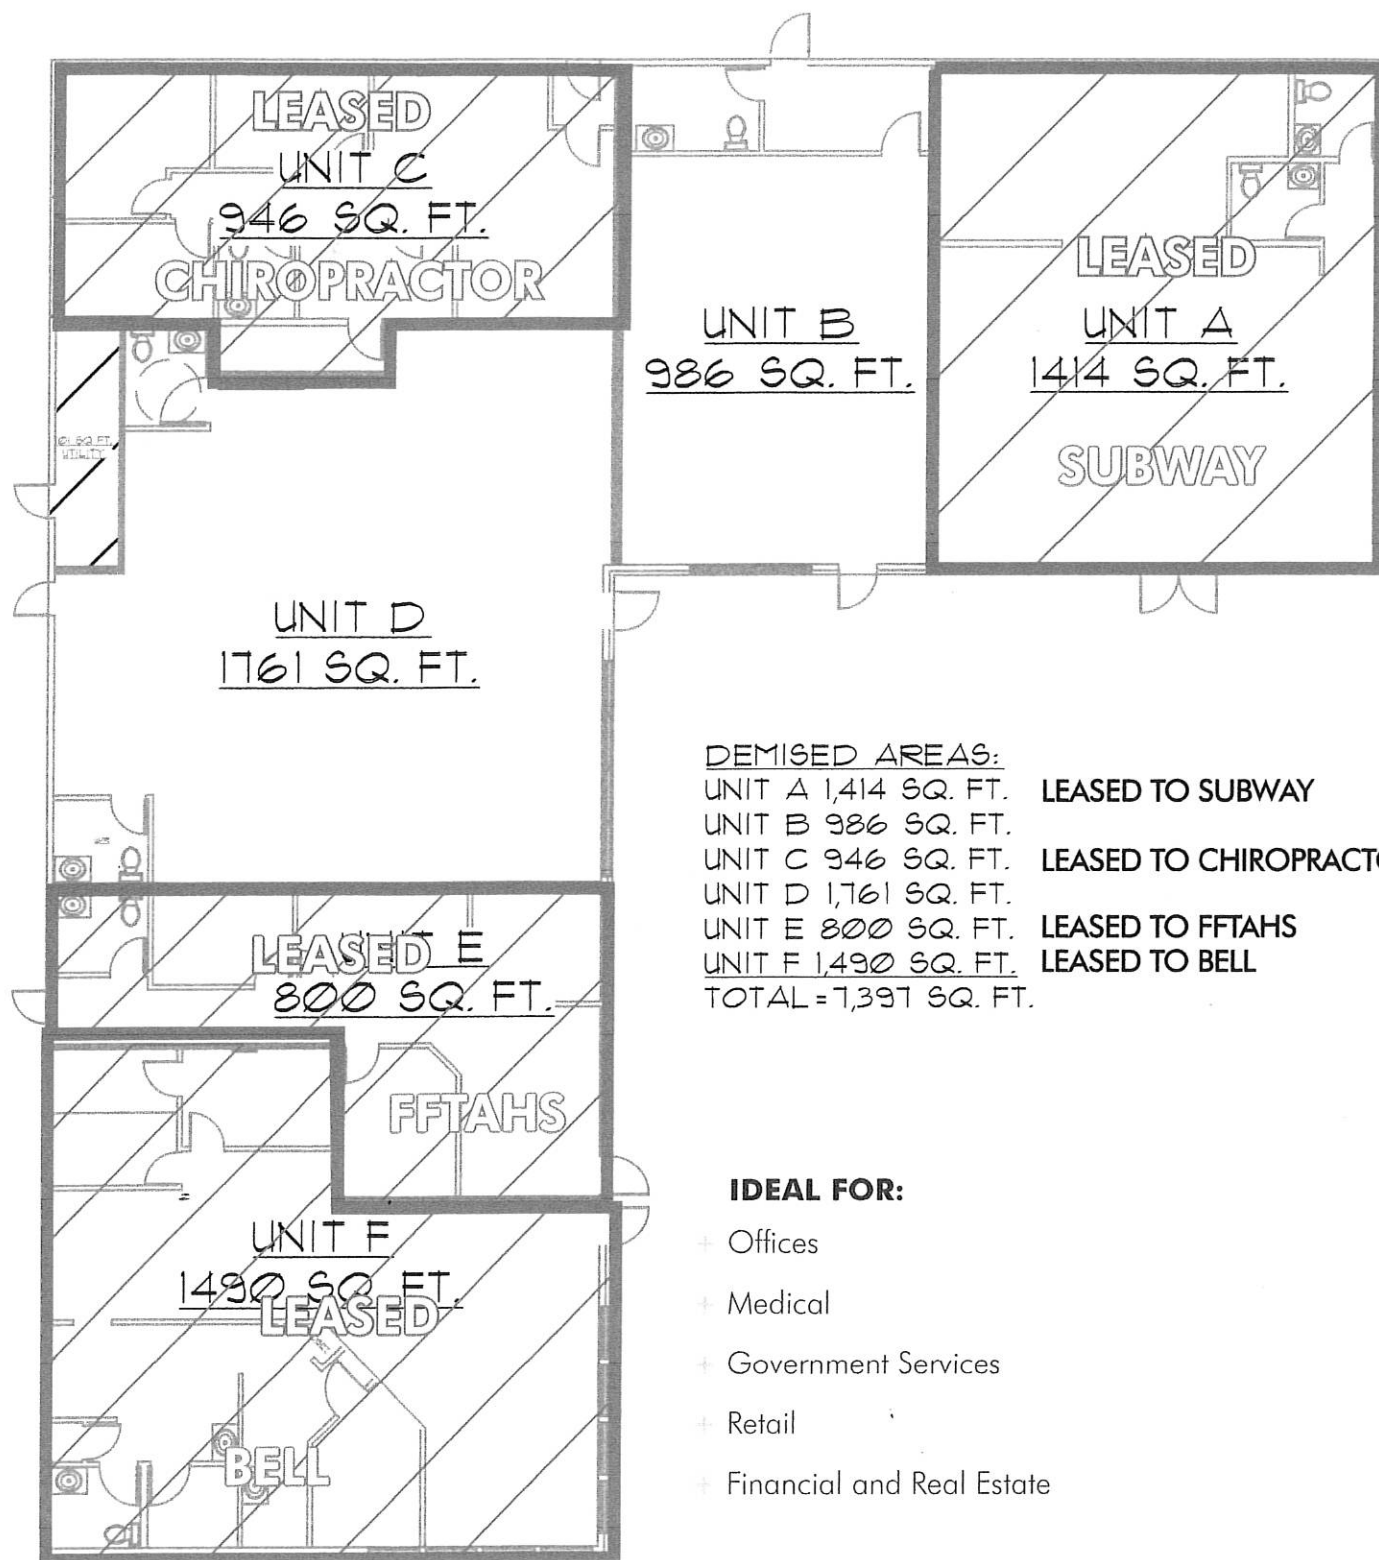 LEASED
UNIT C
946 SQ. FT.
CHIROPRACTOR
UNIT B
986 SQ. FT.
LEASED
UNIT A
1414 SQ. FT.
SUBWAY
SQ FT.
UTILITY
UNIT D
1761 SQ. FT.
DEMISED AREAS:
UNIT A 1,414 SQ. FT. LEASED TO SUBWAY
UNIT B 986 SQ. FT.
UNIT C 946 SQ. FT. LEASED TO CHIROPRACTO
UNIT D 1,761 SQ. FT.
UNIT E 800 SQ. FT. LEASED TO FFTAHS
UNIT F 1,490 SQ. FT. LEASED TO BELL
TOTAL = 7,397 SQ. FT.
LEASED E
800 SQ. FT.
FFTAHS
UNIT F
1490 SQ. FT.
LEASED
BELL
IDEAL FOR:
+ Offices
+ Medical
+ Government Services
+ Retail
+ Financial and Real Estate